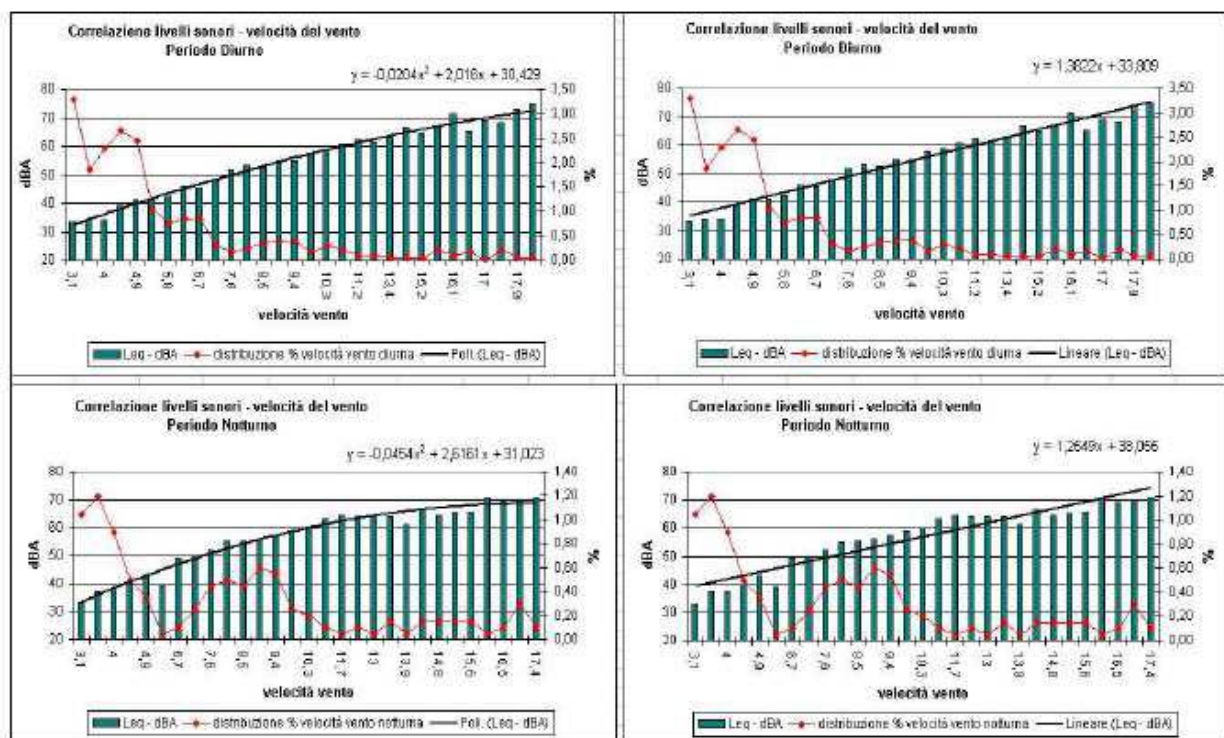 Correlazione livelli sonori - velocità del vento
Periodo Diurno
y = -0,0204x² + 2,016x + 30,429
dBA
80
70
60
50
40
30
20
3,50
3,00
2,50
2,00
1,50
1,00
0,50
0,00
%
3,1 4 4,9 5,8 6,7 7,6 8,5 9,4 10,3 11,2 13,4 15,2 16,1 17 17,9
velocità vento
Leq - dBA distribuzione % velocità vento diurna Poli. (Leq - dBA)
Correlazione livelli sonori - velocità del vento
Periodo Diurno
y = 1,3822x + 33,809
dBA
80
70
60
50
40
30
20
3,50
3,00
2,50
2,00
1,50
1,00
0,50
0,00
%
3,1 4 4,9 5,8 6,7 7,6 8,5 9,4 10,3 11,2 13,4 15,2 16,1 17 17,9
velocità vento
Leq - dBA distribuzione % velocità vento diurna Lineare (Leq - dBA)
Correlazione livelli sonori - velocità del vento
Periodo Notturno
y = -0,0454x² + 2,6161x + 31,023
dBA
80
70
60
50
40
30
20
1,40
1,20
1,00
0,80
0,60
0,40
0,20
0,00
%
3,1 4 4,9 6,7 7,6 8,5 9,4 10,3 11,7 13 13,9 14,8 15,6 16,5 17,4
velocità vento
Leq - dBA distribuzione % velocità vento notturna Poli. (Leq - dBA)
Correlazione livelli sonori - velocità del vento
Periodo Notturno
y = 1,2649x + 38,066
dBA
80
70
60
50
40
30
20
1,40
1,20
1,00
0,80
0,60
0,40
0,20
0,00
%
3,1 4 4,9 6,7 7,6 8,5 9,4 10,3 11,7 13 13,9 14,8 15,6 16,5 17,4
velocità vento
Leq - dBA distribuzione % velocità vento notturna Lineare (Leq - dBA)